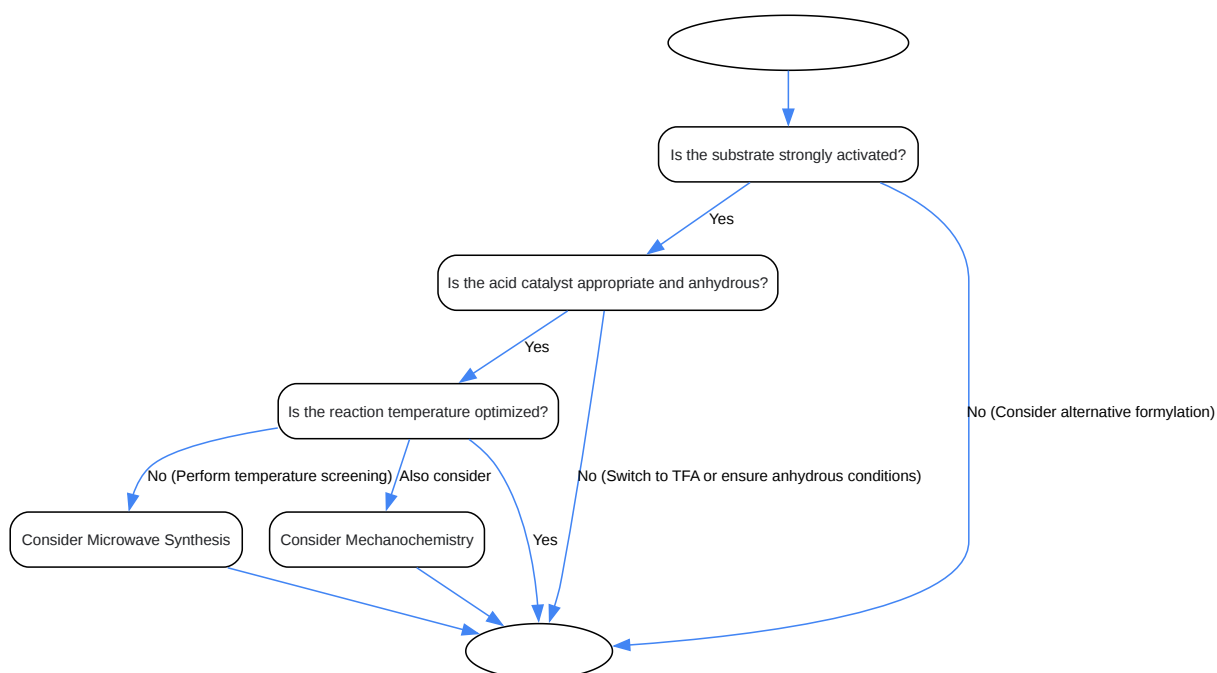 Is the substrate strongly activated?
Yes
Is the acid catalyst appropriate and anhydrous?
Yes
Is the reaction temperature optimized?
No (Consider alternative formylation)
No (Perform temperature screening)
Also consider
No (Switch to TFA or ensure anhydrous conditions)
Consider Microwave Synthesis
Consider Mechanochemistry
Yes